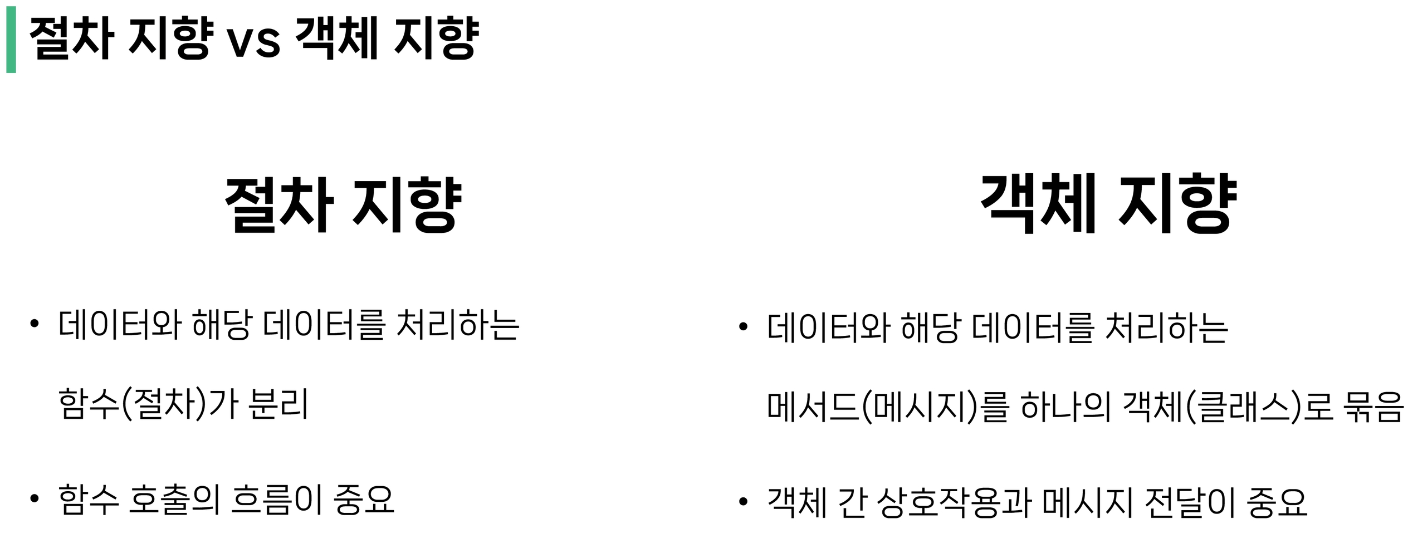 절차 지향 vs 객체 지향
절차 지향
• 데이터와 해당 데이터를 처리하는
함수(절차)가 분리
• 함수 호출의 흐름이 중요
객체 지향
• 데이터와 해당 데이터를 처리하는
메서드(메시지)를 하나의 객체(클래스)로 묶음
• 객체 간 상호작용과 메시지 전달이 중요